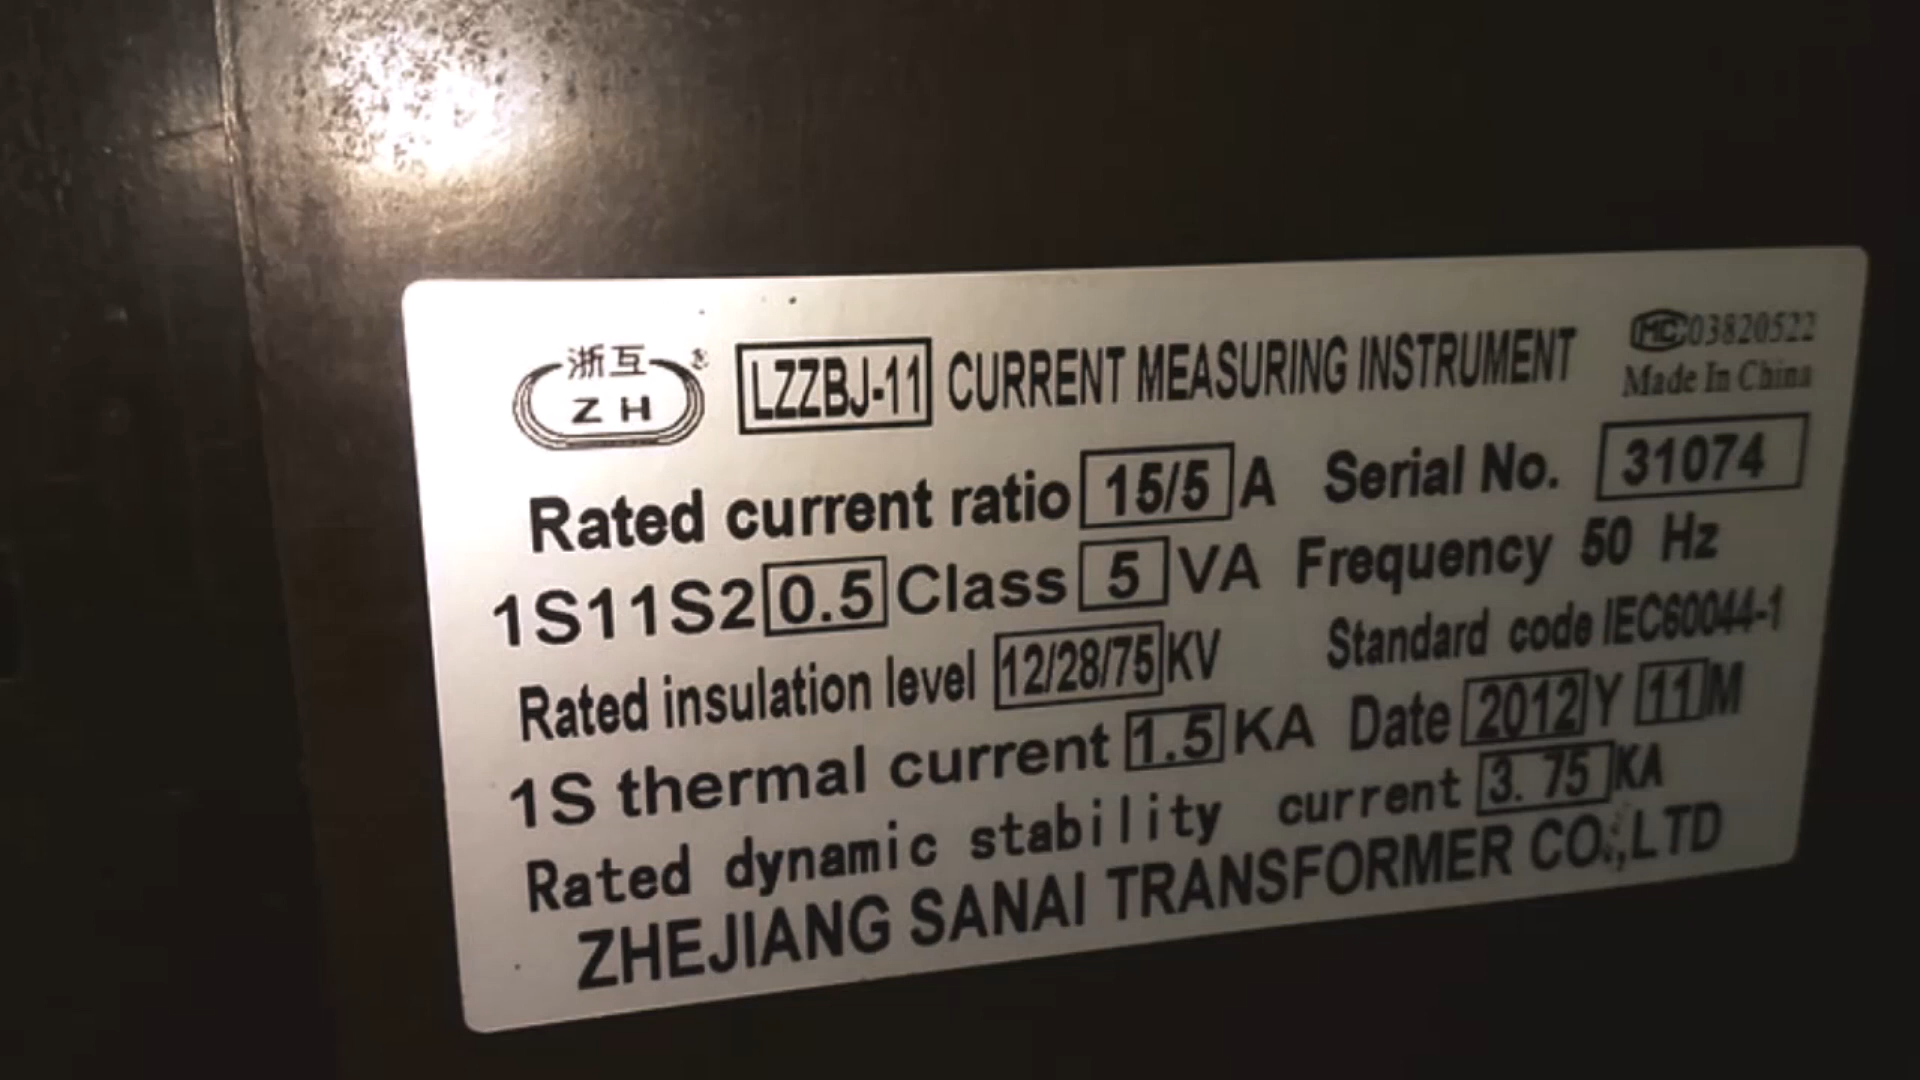 浙互
ZH
LZZBJ-11 CURRENT MEASURING INSTRUMENT
MC 03820522
Made In China
Rated current ratio 15/5 A Serial No. 31074
1S11S2 0.5 Class 5 VA Frequency 50 Hz
Rated insulation level 12/28/75 KV Standard code IEC60044-1
1S thermal current 1.5 KA Date 2012 Y 11 M
Rated dynamic stability current 3.75 KA
ZHEJIANG SANAI TRANSFORMER CO.,LTD